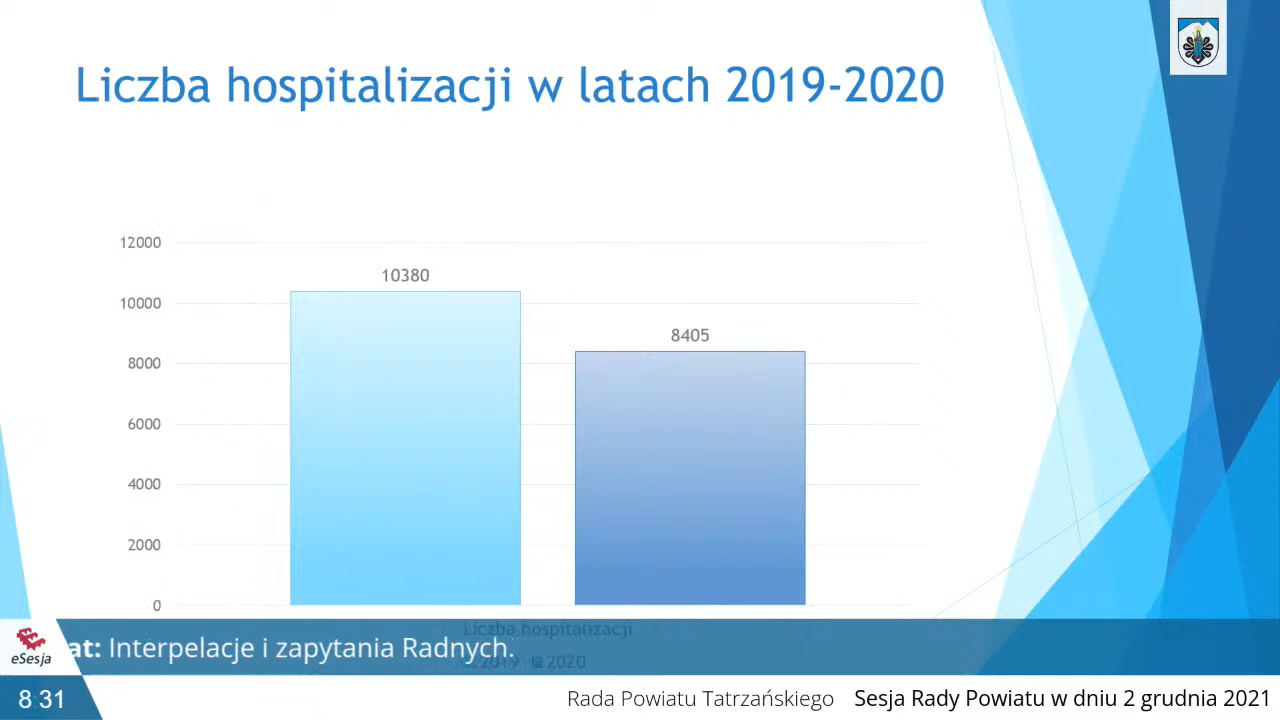 Liczba hospitalizacji w latach 2019-2020
12000
10380
10000
8405
8000
6000
4000
2000
0
Liczba hospitalizacji
2019 2020
at: Interpelacje i zapytania Radnych.
eSesja
8 31
Rada Powiatu Tatrzańskiego Sesja Rady Powiatu w dniu 2 grudnia 2021